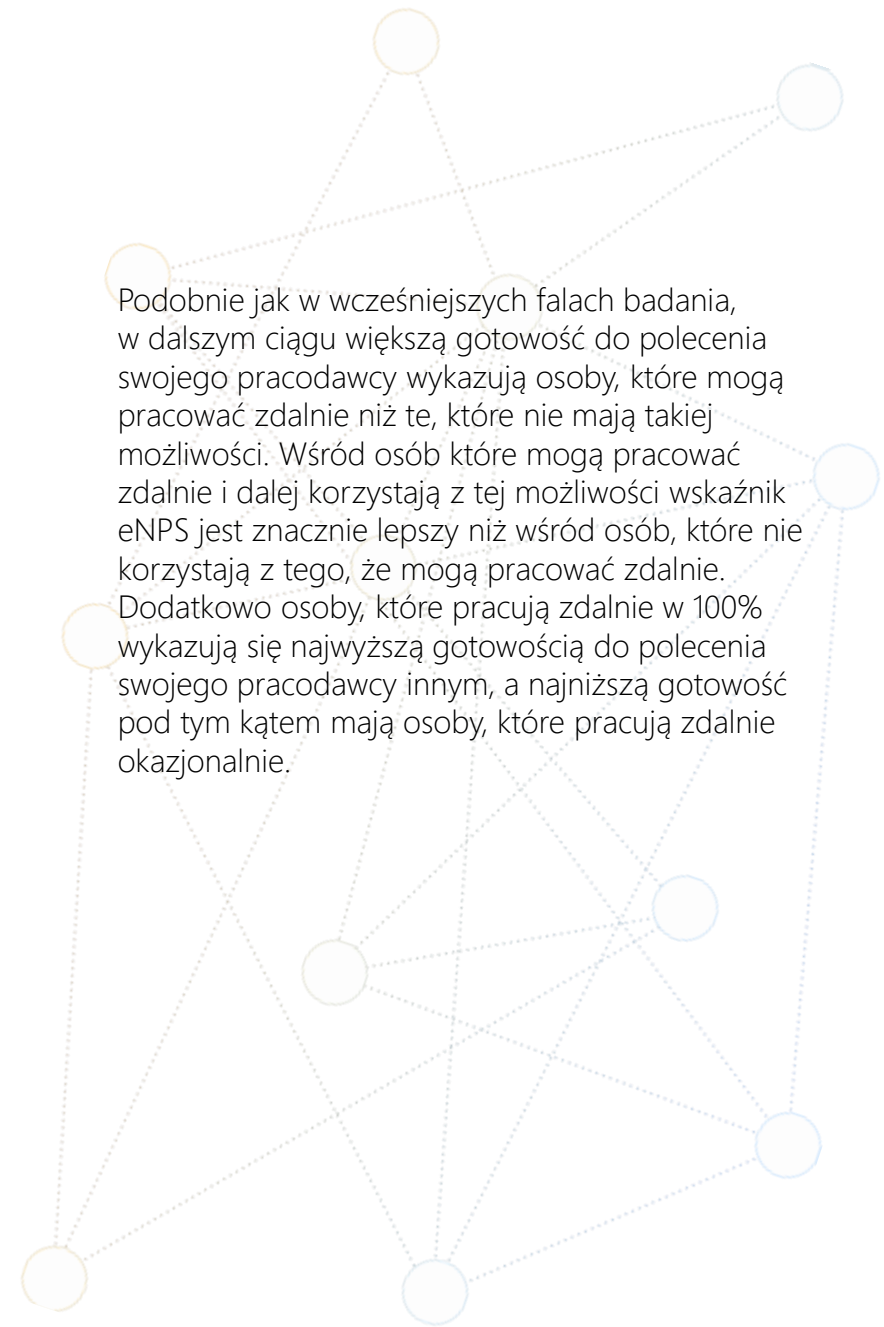 Podobnie jak w wcześniejszych falach badania,
w dalszym ciągu większą gotowość do polecenia
swojego pracodawcy wykazują osoby, które mogą
pracować zdalnie niż te, które nie mają takiej
możliwości. Wśród osób które mogą pracować
zdalnie i dalej korzystają z tej możliwości wskaźnik
eNPS jest znacznie lepszy niż wśród osób, które nie
korzystają z tego, że mogą pracować zdalnie.
Dodatkowo osoby, które pracują zdalnie w 100%
wykazują się najwyższą gotowością do polecenia
swojego pracodawcy innym, a najniższą gotowość
pod tym kątem mają osoby, które pracują zdalnie
okazjonalnie.